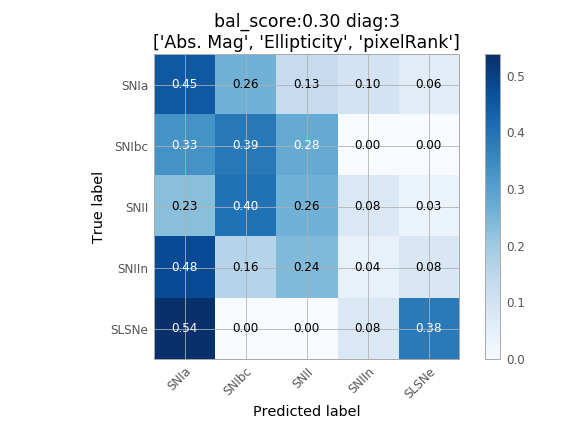 bal_score:0.30 diag:3
['Abs. Mag', 'Ellipticity', 'pixelRank']
SNIa 0.45 0.26 0.13 0.10 0.06
SNIbc 0.33 0.39 0.28 0.00 0.00
SNII 0.23 0.40 0.26 0.08 0.03
SNIIn 0.48 0.16 0.24 0.04 0.08
SLSNe 0.54 0.00 0.00 0.08 0.38
SNIa SNIbc SNII SNIIn SLSNe
True label
Predicted label
0.5
0.4
0.3
0.2
0.1
0.0